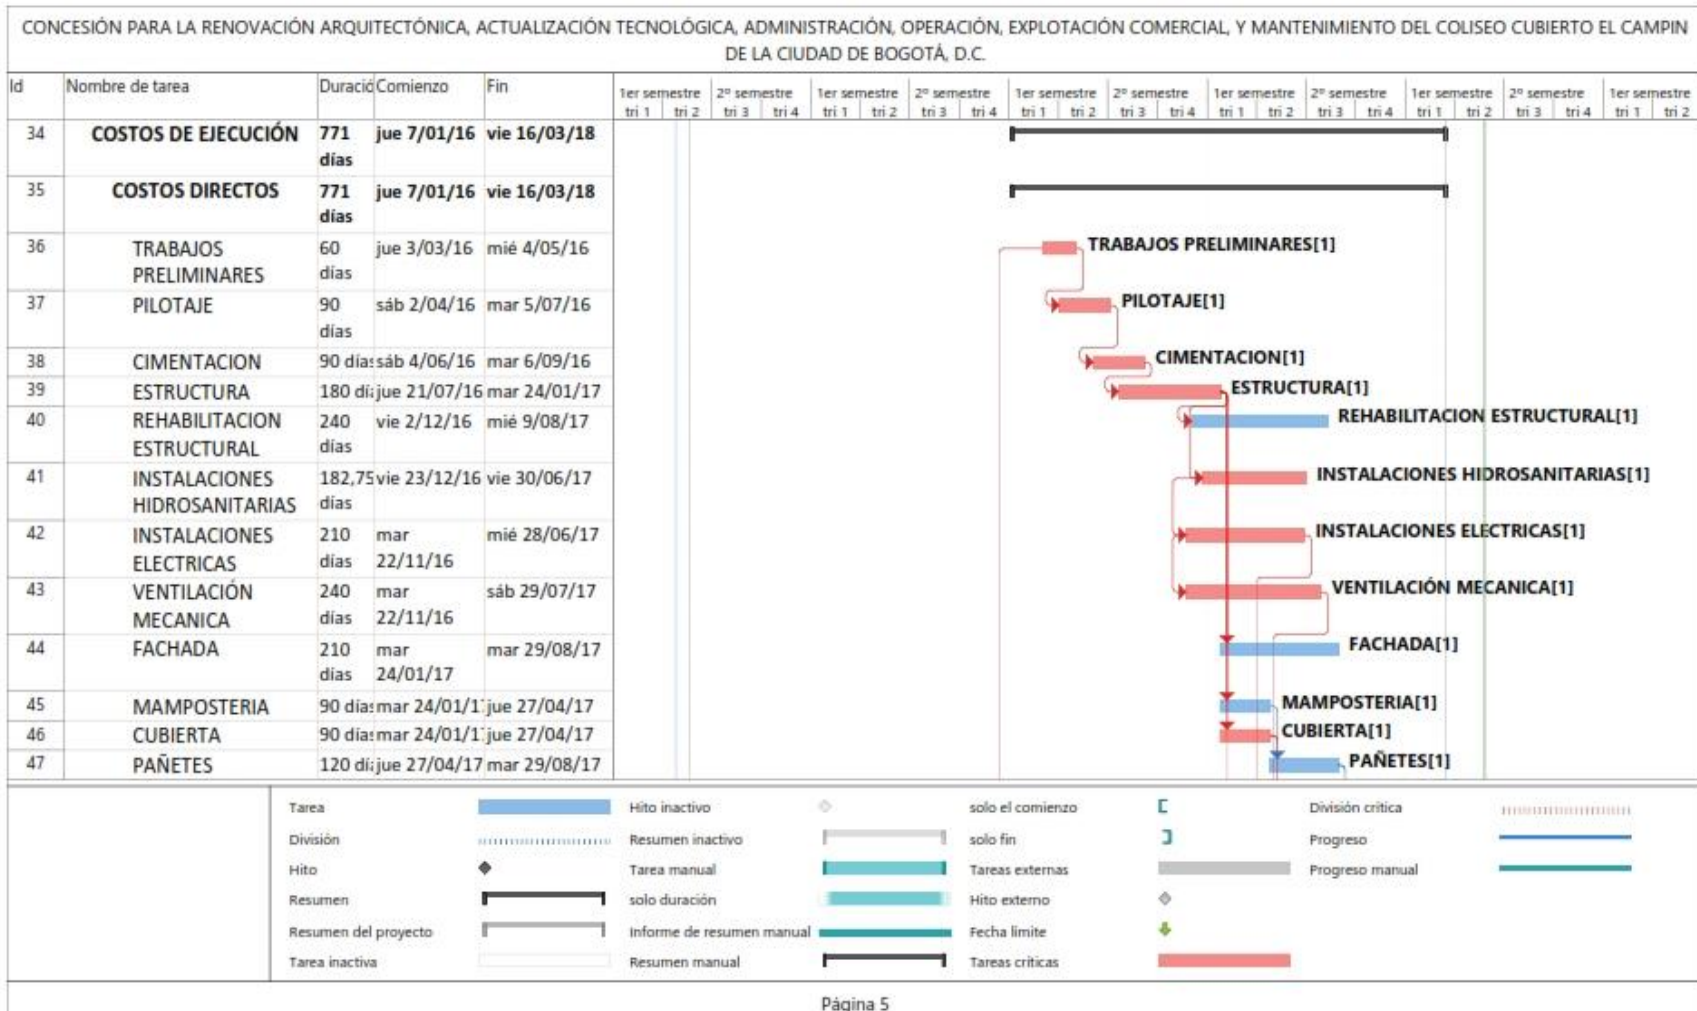 CONCESIÓN PARA LA RENOVACIÓN ARQUITECTÓNICA, ACTUALIZACIÓN TECNOLÓGICA, ADMINISTRACIÓN, OPERACIÓN, EXPLOTACIÓN COMERCIAL, Y MANTENIMIENTO DEL COLISEO CUBIERTO EL CAMPIN
DE LA CIUDAD DE BOGOTÁ, D.C.
Id Nombre de tarea Duració Comienzo Fin
1er semestre 2º semestre 1er semestre 2º semestre 1er semestre 2º semestre 1er semestre 2º semestre 1er semestre 2º semestre 1er semestre
tri 1 tri 2 tri 3 tri 4 tri 1 tri 2 tri 3 tri 4 tri 1 tri 2 tri 3 tri 4 tri 1 tri 2 tri 3 tri 4 tri 1 tri 2 tri 3 tri 4 tri 1 tri 2
34 COSTOS DE EJECUCIÓN 771 jue 7/01/16 vie 16/03/18
días
35 COSTOS DIRECTOS 771 jue 7/01/16 vie 16/03/18
días
36 TRABAJOS 60 jue 3/03/16 mié 4/05/16 TRABAJOS PRELIMINARES[1]
PRELIMINARES días
37 PILOTAJE 90 sáb 2/04/16 mar 5/07/16 PILOTAJE[1]
días
38 CIMENTACION 90 días sáb 4/06/16 mar 6/09/16 CIMENTACION[1]
39 ESTRUCTURA 180 dí jue 21/07/16 mar 24/01/17 ESTRUCTURA[1]
40 REHABILITACION 240 vie 2/12/16 mié 9/08/17 REHABILITACION ESTRUCTURAL[1]
ESTRUCTURAL días
41 INSTALACIONES 182,75 vie 23/12/16 vie 30/06/17 INSTALACIONES HIDROSANITARIAS[1]
HIDROSANITARIAS días
42 INSTALACIONES 210 mar mié 28/06/17 INSTALACIONES ELECTRICAS[1]
ELECTRICAS días 22/11/16
43 VENTILACIÓN 240 mar sáb 29/07/17 VENTILACIÓN MECANICA[1]
MECANICA días 22/11/16
44 FACHADA 210 mar mar 29/08/17 FACHADA[1]
días 24/01/17
45 MAMPOSTERIA 90 días mar 24/01/1 jue 27/04/17 MAMPOSTERIA[1]
46 CUBIERTA 90 días mar 24/01/1 jue 27/04/17 CUBIERTA[1]
47 PAÑETES 120 dí jue 27/04/17 mar 29/08/17 PAÑETES[1]
Tarea Hito inactivo solo el comienzo División crítica
División Resumen inactivo solo fin Progreso
Hito Tarea manual Tareas externas Progreso manual
Resumen solo duración Hito externo
Resumen del proyecto Informe de resumen manual Fecha límite
Tarea inactiva Resumen manual Tareas críticas
Página 5